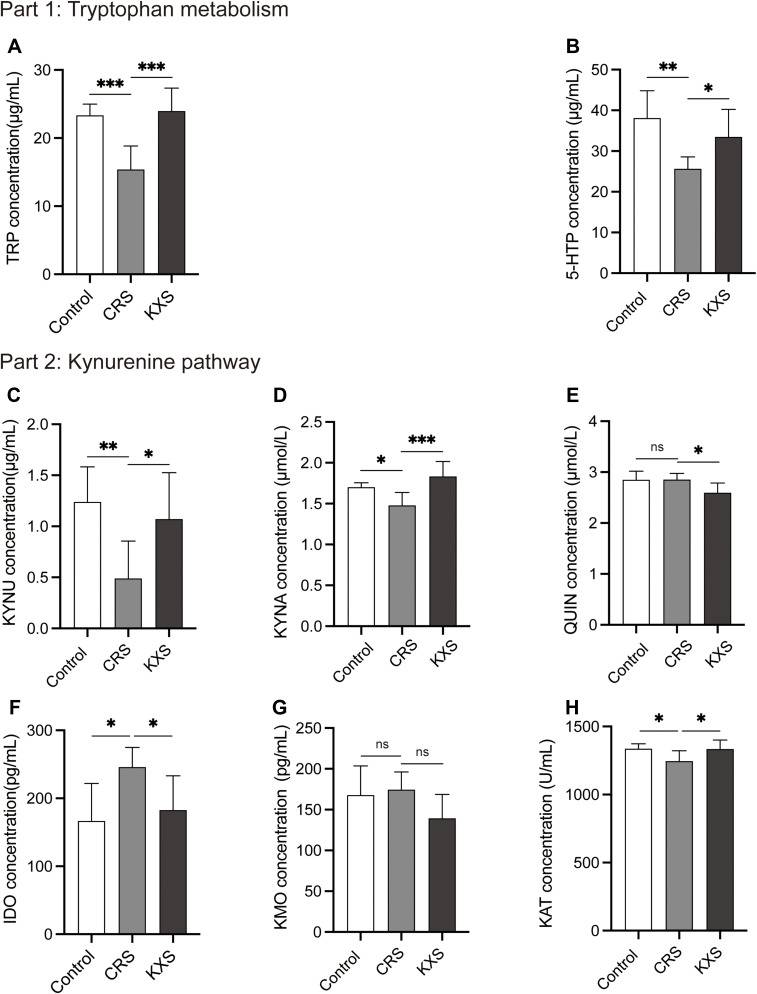 Part 1: Tryptophan metabolism
A
TRP concentration(µg/mL)
30
20
10
0
***
***
Control
CRS
KXS
B
5-HTP concentration (µg/mL)
50
40
30
20
10
0
**
*
Control
CRS
KXS
Part 2: Kynurenine pathway
C
KYNU concentration(µg/mL)
2.0
1.5
1.0
0.5
0.0
**
*
Control
CRS
KXS
D
KYNA concentration (µmol/L)
2.5
2.0
1.5
1.0
0.5
0.0
*
***
Control
CRS
KXS
E
QUIN concentration (µmol/L)
4
3
2
1
0
ns
*
Control
CRS
KXS
F
IDO concentration(pg/mL)
300
200
100
0
*
*
Control
CRS
KXS
G
KMO concentration (pg/mL)
250
200
150
100
50
0
ns
ns
Control
CRS
KXS
H
KAT concentration (U/mL)
1500
1000
500
0
*
*
Control
CRS
KXS